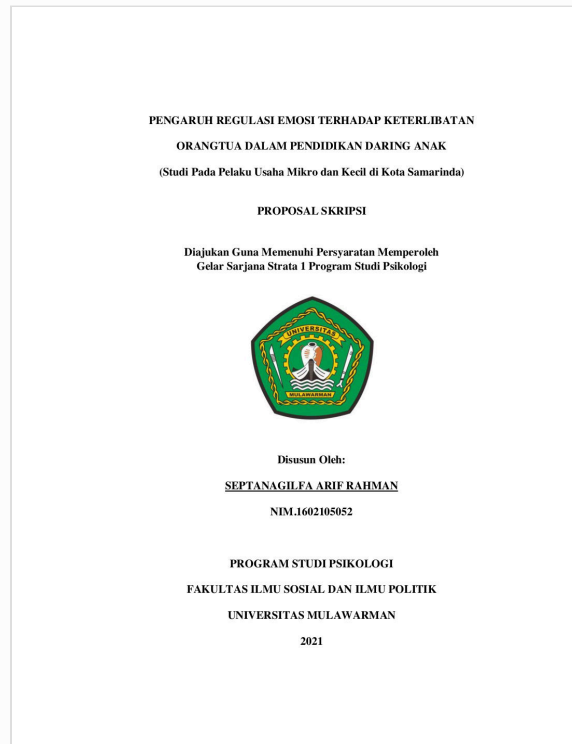 PENGARUH REGULASI EMOSI TERHADAP KETERLIBATAN
ORANGTUA DALAM PENDIDIKAN DARING ANAK
(Studi Pada Pelaku Usaha Mikro dan Kecil di Kota Samarinda)
PROPOSAL SKRIPSI
Diajukan Guna Memenuhi Persyaratan Memperoleh
Gelar Sarjana Strata 1 Program Studi Psikologi
UNIVERSITAS
MULAWARMAN
Disusun Oleh:
SEPTANAGILFA ARIF RAHMAN
NIM.1602105052
PROGRAM STUDI PSIKOLOGI
FAKULTAS ILMU SOSIAL DAN ILMU POLITIK
UNIVERSITAS MULAWARMAN
2021